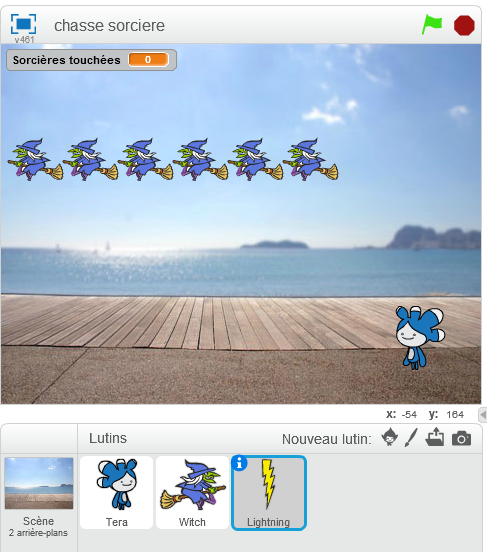 v461
chasse sorciere
Sorcières touchées 0
x: -54 y: 164
Lutins
Nouveau lutin:
Scène
2 arrière-plans
Tera
Witch
Lightning